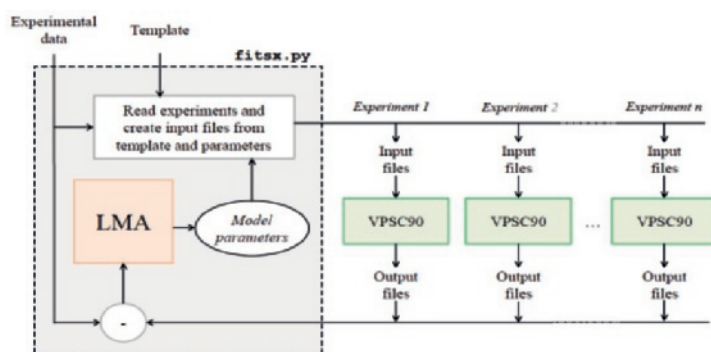 Experimental
data
Template
fitsx.py
Read experiments and
create input files from
template and parameters
Experiment 1
Experiment 2
Experiment n
Input
files
Input
files
Input
files
LMA
Model
parameters
VPSC90
VPSC90
...
VPSC90
Output
files
Output
files
Output
files
-